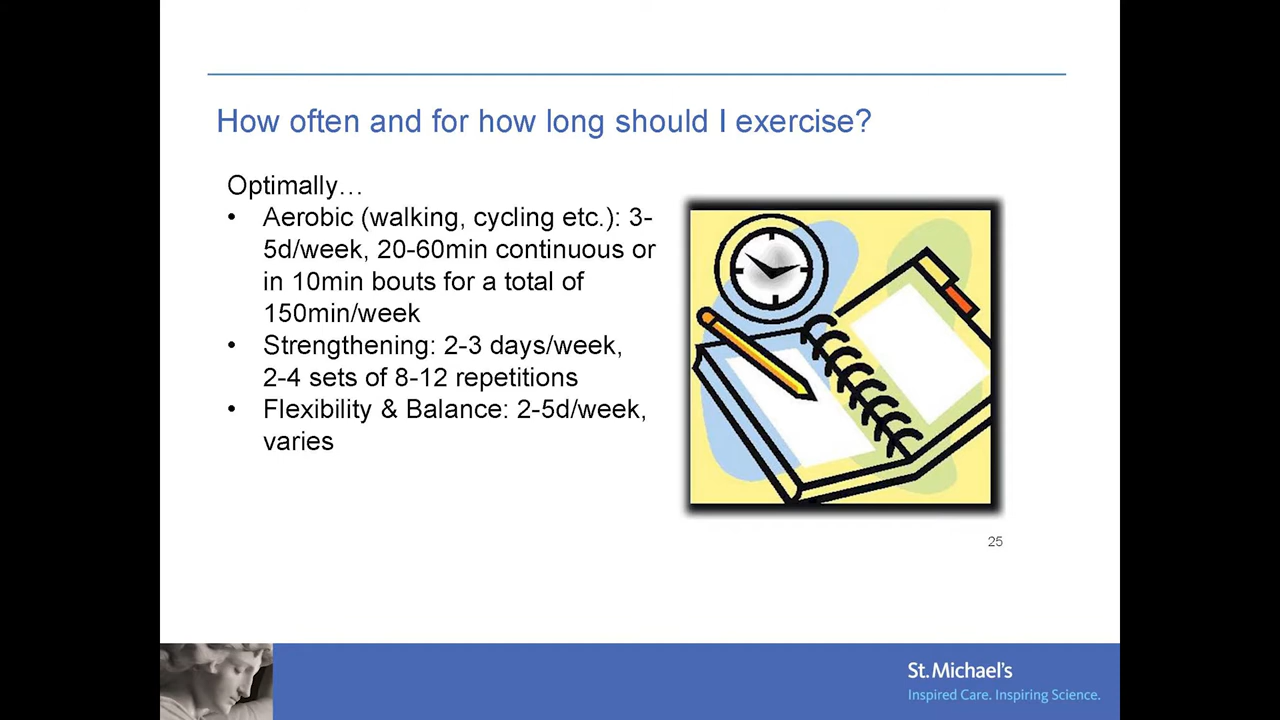 How often and for how long should I exercise?
Optimally…
• Aerobic (walking, cycling etc.): 3-
5d/week, 20-60min continuous or
in 10min bouts for a total of
150min/week
• Strengthening: 2-3 days/week,
2-4 sets of 8-12 repetitions
• Flexibility & Balance: 2-5d/week,
varies
25
St. Michael's
Inspired Care. Inspiring Science.